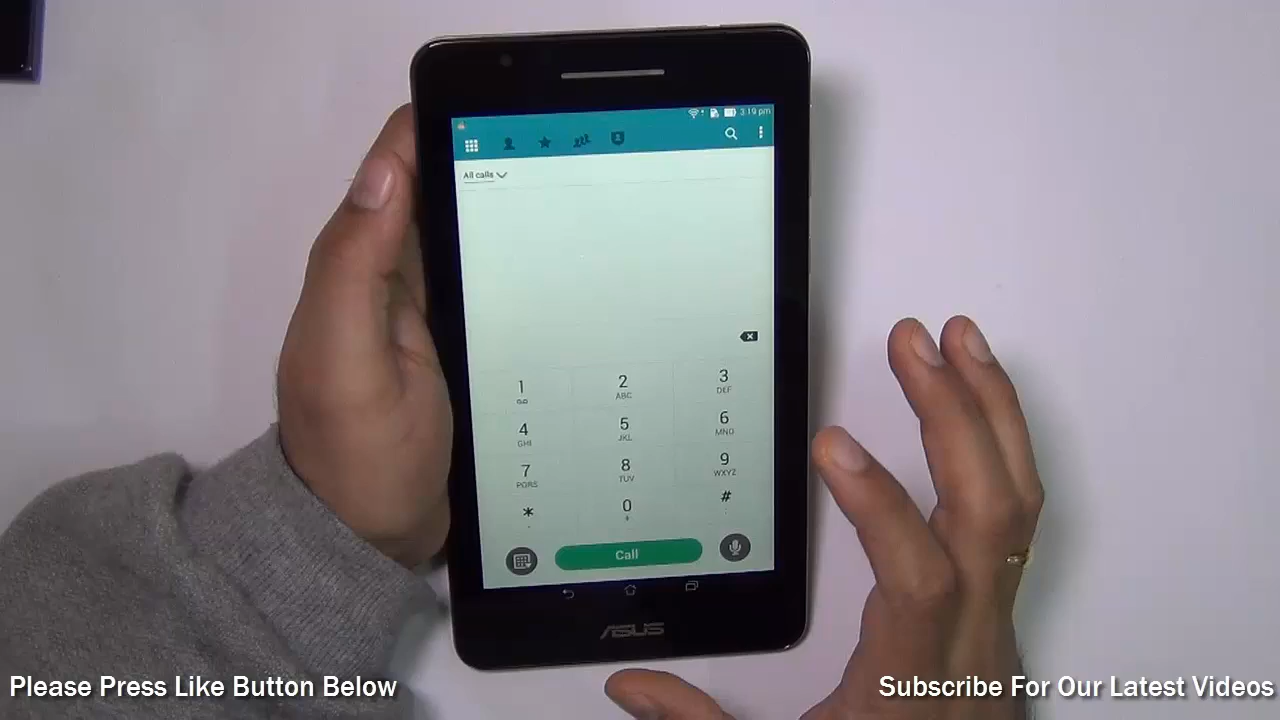 3:19 pm
All calls
1
2
ABC
3
DEF
4
GHI
5
JKL
6
MNO
7
PQRS
8
TUV
9
WXYZ
*
0
+
#
Call
ASUS
Please Press Like Button Below
Subscribe For Our Latest Videos